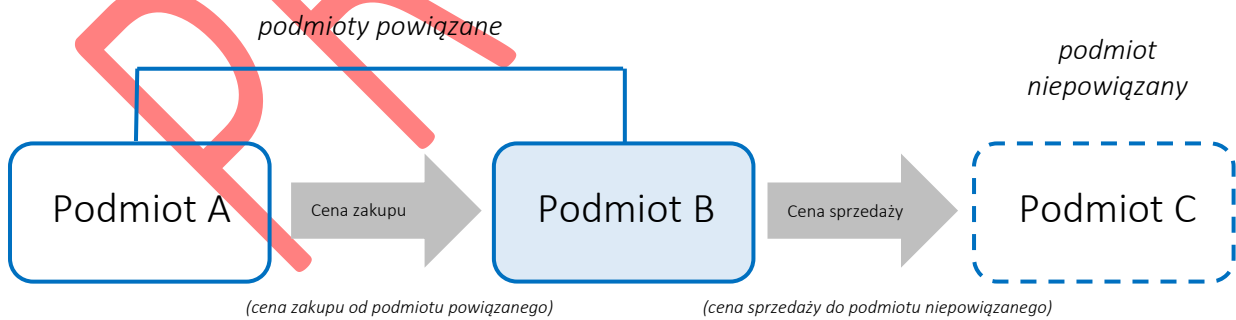 podmioty powiązane
podmiot
niepowiązany
Podmiot A
Cena zakupu
Podmiot B
Cena sprzedaży
Podmiot C
(cena zakupu od podmiotu powiązanego)
(cena sprzedaży do podmiotu niepowiązanego)